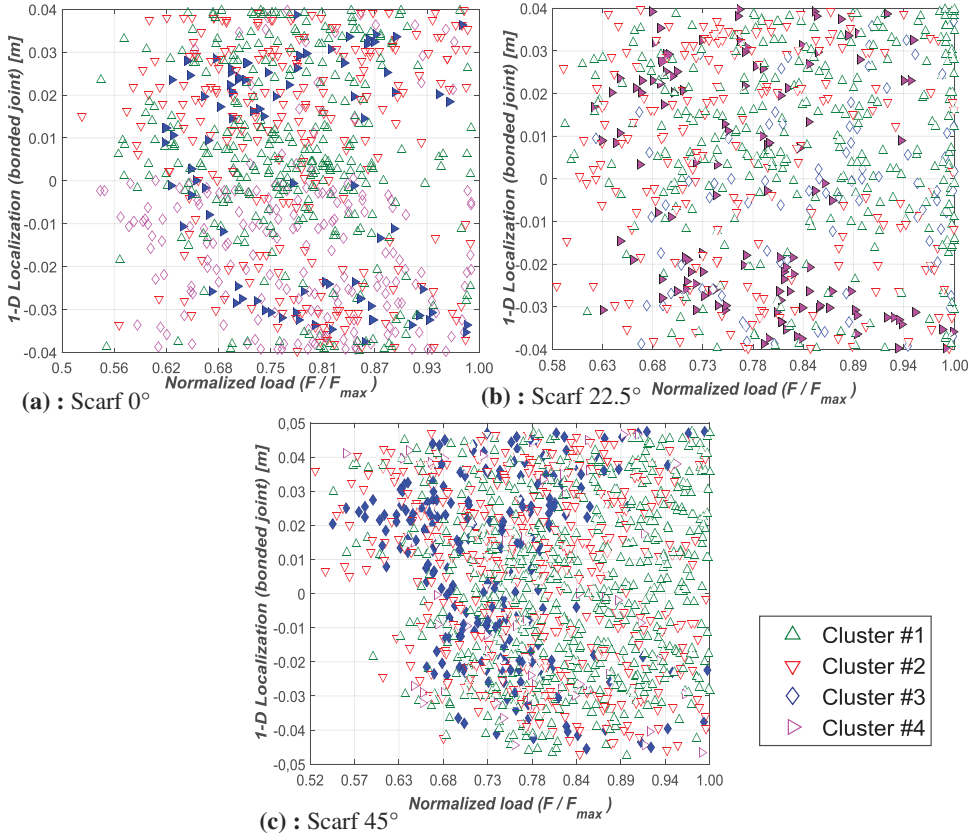 1-D Localization (bonded joint) [m]
0.04
0.03
0.02
0.01
0
-0.01
-0.02
-0.03
-0.04
0.5 0.56 0.62 0.68 0.75 0.81 0.87 0.93 1.00
Normalized load (F / Fmax )
(a) : Scarf 0°
1-D Localization (bonded joint) [m]
0.04
0.03
0.02
0.01
0
-0.01
-0.02
-0.03
-0.04
0.58 0.63 0.68 0.73 0.78 0.84 0.89 0.94 1.00
Normalized load (F / Fmax )
(b) : Scarf 22.5°
1-D Localization (bonded joint) [m]
0.05
0.04
0.03
0.02
0.01
0
-0.01
-0.02
-0.03
-0.04
-0.05
0.52 0.57 0.63 0.68 0.73 0.78 0.84 0.89 0.94 1.00
Normalized load (F / Fmax )
(c) : Scarf 45°
Cluster #1
Cluster #2
Cluster #3
Cluster #4